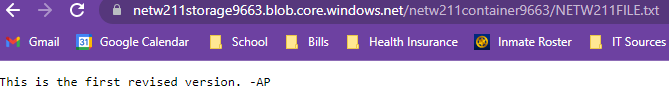 netw211storage9663.blob.core.windows.net/netw211container9663/NETW211FILE.txt
Gmail 31 Google Calendar School Bills Health Insurance Inmate Roster IT Sources
This is the first revised version. -AP